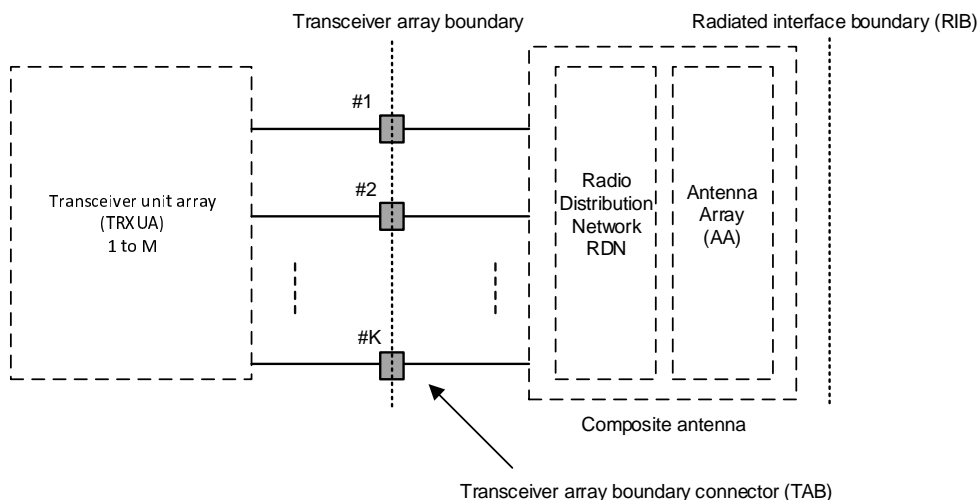 Transceiver array boundary
Radiated interface boundary (RIB)
#1
#2
#K
Transceiver unit array
(TRXUA)
1 to M
Radio
Distribution
Network
RDN
Antenna
Array
(AA)
Composite antenna
Transceiver array boundary connector (TAB)